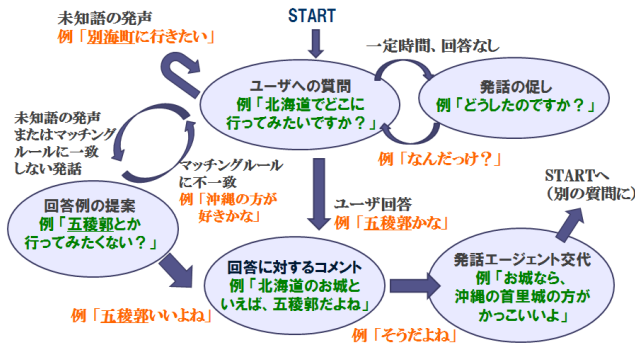 未知語の発声
例「別海町に行きたい」
START
一定時間、回答なし
ユーザへの質問
例「北海道でどこに
行ってみたいですか？」
発話の促し
例「どうしたのですか？」
未知語の発声
またはマッチング
ルールに一致
しない発話
マッチングルール
に不一致
例「沖縄の方が
好きかな」
例「なんだっけ？」
STARTへ
（別の質問に）
ユーザ回答
例「五稜郭かな」
回答例の提案
例「五稜郭とか
行ってみたくない？」
回答に対するコメント
例「北海道のお城と
いえば、五稜郭だよね」
発話エージェント交代
例「お城なら、
沖縄の首里城の方が
かっこいいよ」
例「五稜郭いいよね」
例「そうだよね」